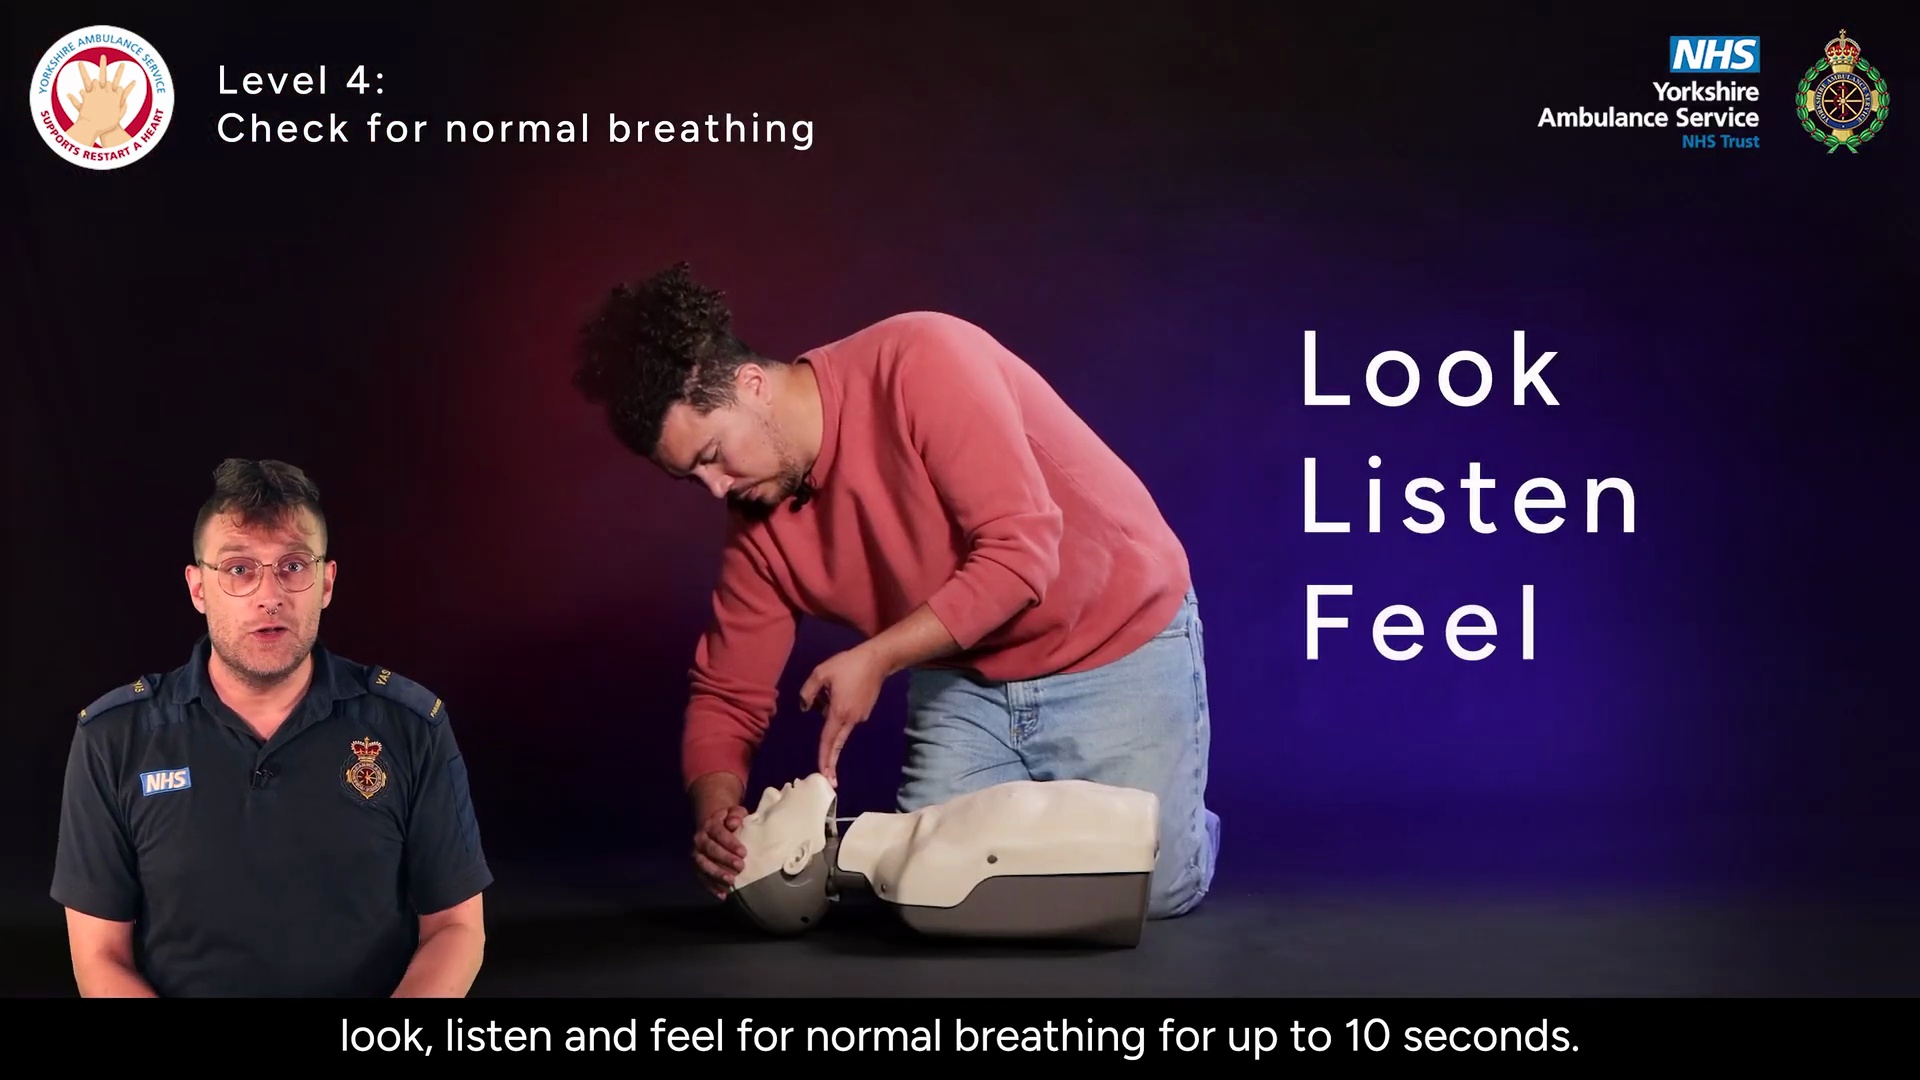 YORKSHIRE AMBULANCE SERVICE
SUPPORTS RESTART A HEART
Level 4:
Check for normal breathing
NHS
Yorkshire
Ambulance Service
NHS Trust
Look
Listen
Feel
YAS
NHS
look, listen and feel for normal breathing for up to 10 seconds.